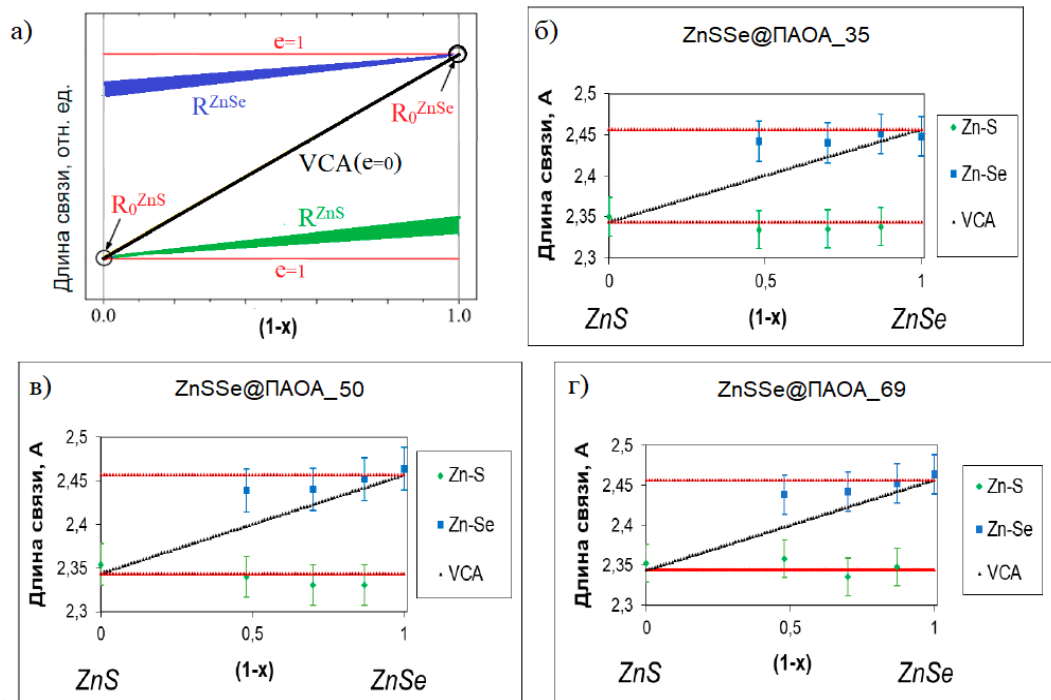 а)
e=1
R^ZnSe
R₀^ZnSe
VCA(e=0)
R₀^ZnS
R^ZnS
e=1
Длина связи, отн. ед.
0.0
1.0
(1-x)
б)
ZnSSe@ПАОА_35
Длина связи, А
2,5
2,45
2,4
2,35
2,3
0
0,5
1
ZnS
(1-x)
ZnSe
Zn-S
Zn-Se
VCA
в)
ZnSSe@ПАОА_50
Длина связи, А
2,5
2,45
2,4
2,35
2,3
0
0,5
1
ZnS
(1-x)
ZnSe
Zn-S
Zn-Se
VCA
г)
ZnSSe@ПАОА_69
Длина связи, А
2,5
2,45
2,4
2,35
2,3
0
0,5
1
ZnS
(1-x)
ZnSe
Zn-S
Zn-Se
VCA